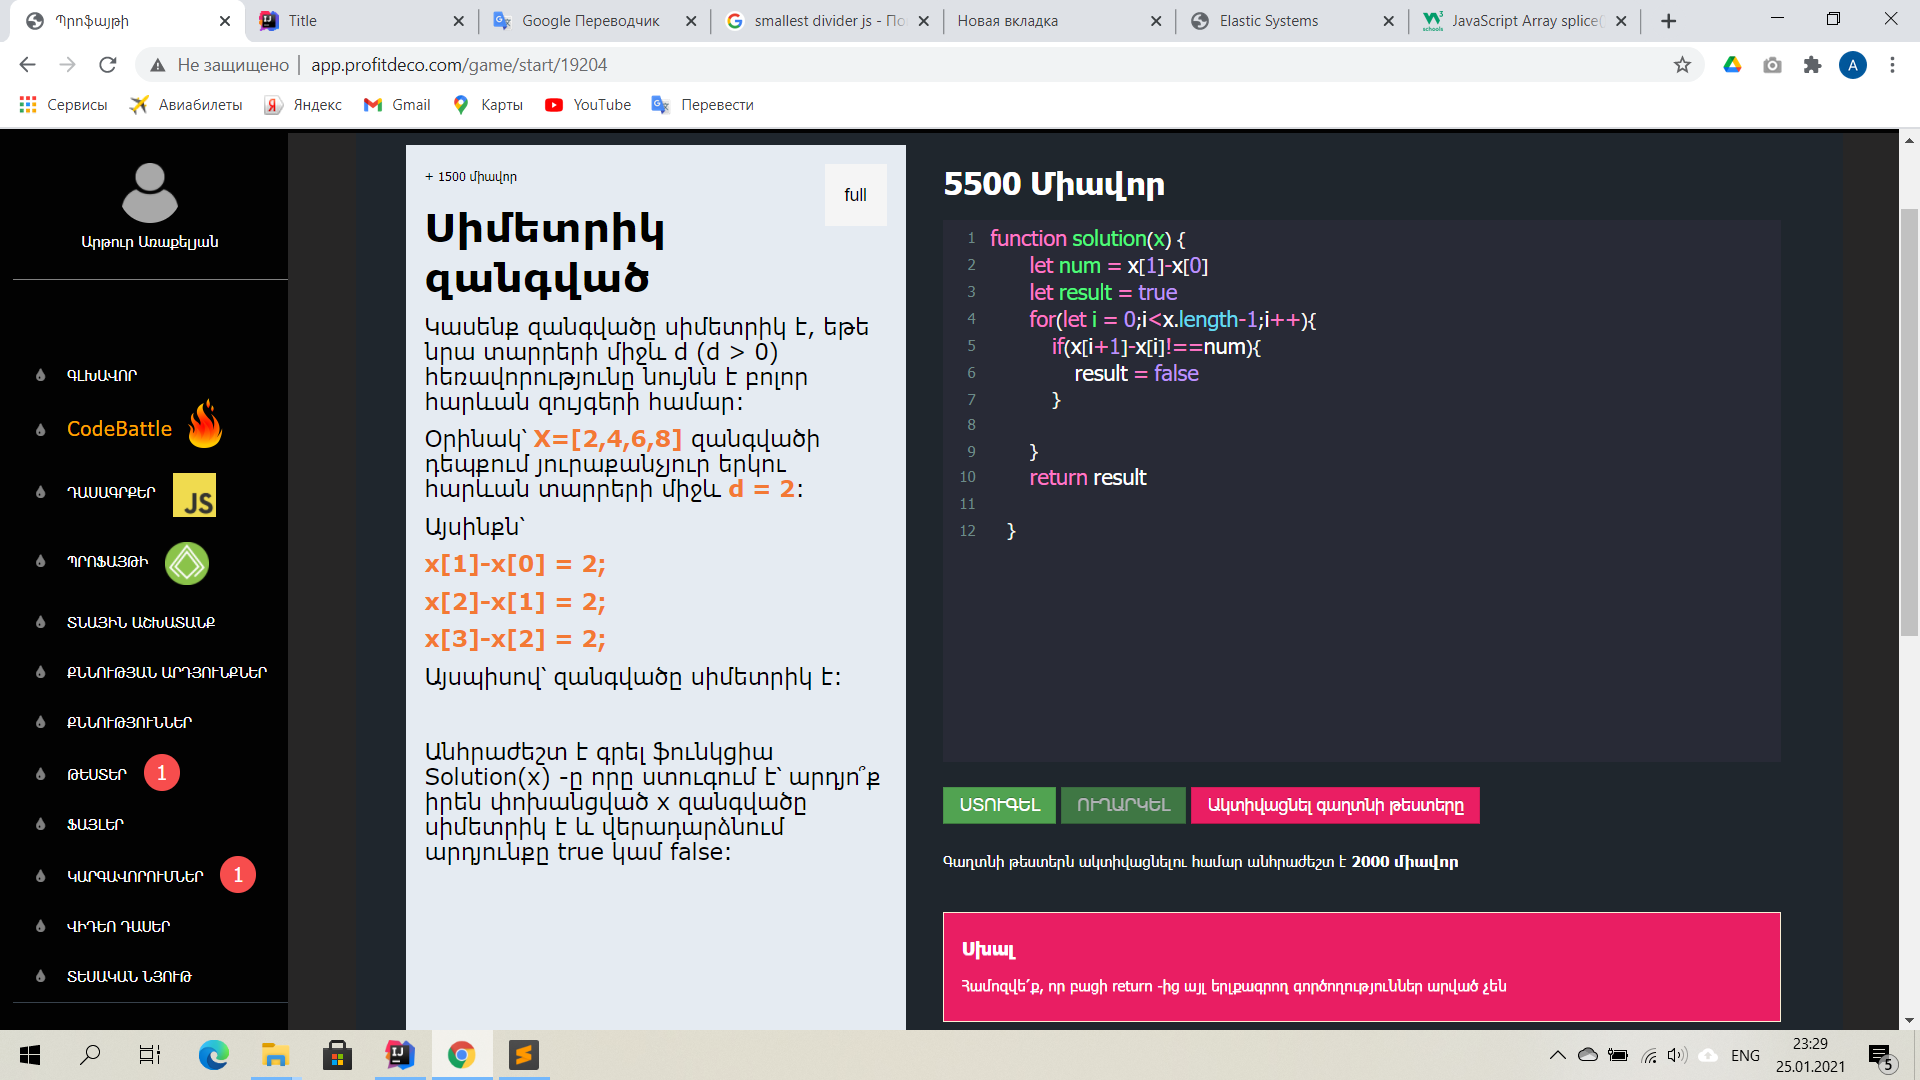 Պրոֆայլի
Title
Google Переводчик
smallest divider js - По
Новая вкладка
Elastic Systems
JavaScript Array splice(
Не защищено
app.profitdeco.com/game/start/19204
A
Сервисы
Авиабилеты
Яндекс
Gmail
Карты
YouTube
Перевести
Արթուր Առաքելյան
ԳԼԽԱՎՈՐ
CodeBattle
ԴԱՍԱԳՐՔԵՐ
JS
ՊՐՈՖԱՅԹԻ
ՏՆԱՅԻՆ ԱՇԽԱՏԱՆՔ
ՔՆՆՈՒԹՅԱՆ ԱՐԴՅՈՒՆՔՆԵՐ
ՔՆՆՈՒԹՅՈՒՆՆԵՐ
ԹԵՍՏԵՐ
1
ՖԱՅԼԵՐ
ԿԱՐԳԱՎՈՐՈՒՄՆԵՐ
1
ՎԻԴԵՈ ԴԱՍԵՐ
ՏԵՍԱԿԱՆ ՆՅՈՒԹ
+ 1500 միավոր
full
Սիմետրիկ
զանգված
Կասենք զանգվածը սիմետրիկ է, եթե
նրա տարրերի միջև d (d > 0)
հեռավորությունը նույնն է բոլոր
հարևան զույգերի համար:
Օրինակ՝ X=[2,4,6,8] զանգվածի
դեպքում յուրաքանչյուր երկու
հարևան տարրերի միջև d = 2:
Այսինքն՝
x[1]-x[0] = 2;
x[2]-x[1] = 2;
x[3]-x[2] = 2;
Այսպիսով՝ զանգվածը սիմետրիկ է:
Անհրաժեշտ է գրել ֆունկցիա
Solution(x) -ը որը ստուգում է՝ արդյո՞ք
իրեն փոխանցված x զանգվածը
սիմետրիկ է և վերադարձնում
արդյունքը true կամ false:
5500 Միավոր
1 function solution(x) {
2 let num = x[1]-x[0]
3 let result = true
4 for(let i = 0;i<x.length-1;i++){
5 if(x[i+1]-x[i]!==num){
6 result = false
7 }
8
9 }
10 return result
11
12 }
ՍՏՈՒԳԵԼ
ՈՒՂԱՐԿԵԼ
Ակտիվացնել գաղտնի թեստերը
Գաղտնի թեստերն ակտիվացնելու համար անհրաժեշտ է 2000 միավոր
Սխալ
Համոզվե՛ք, որ բացի return -ից այլ ելքագրող գործողություններ արված չեն
ENG
23:29
25.01.2021
5